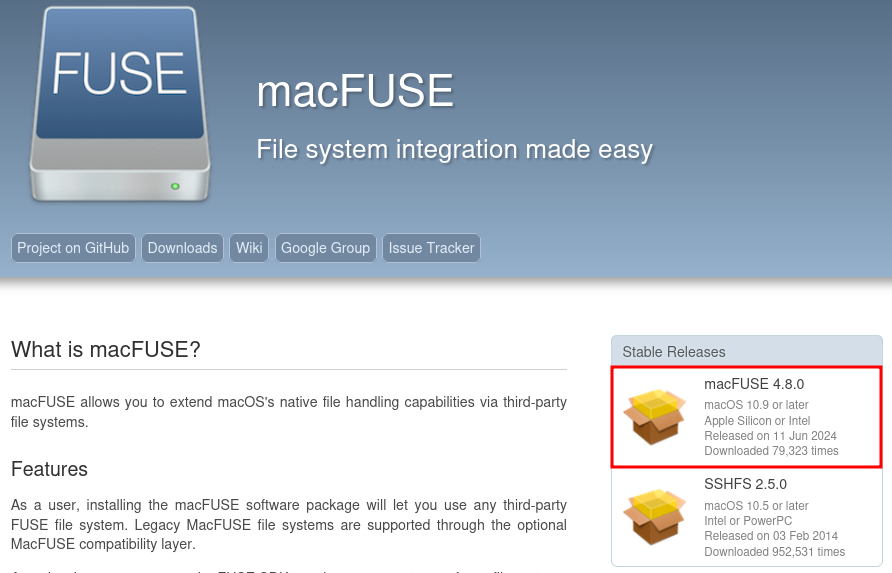 FUSE
macFUSE
File system integration made easy
Project on GitHub
Downloads
Wiki
Google Group
Issue Tracker
What is macFUSE?
macFUSE allows you to extend macOS's native file handling capabilities via third-party
file systems.
Features
As a user, installing the macFUSE software package will let you use any third-party
FUSE file system. Legacy MacFUSE file systems are supported through the optional
MacFUSE compatibility layer.
Stable Releases
macFUSE 4.8.0
macOS 10.9 or later
Apple Silicon or Intel
Released on 11 Jun 2024
Downloaded 79,323 times
SSHFS 2.5.0
macOS 10.5 or later
Intel or PowerPC
Released on 03 Feb 2014
Downloaded 952,531 times